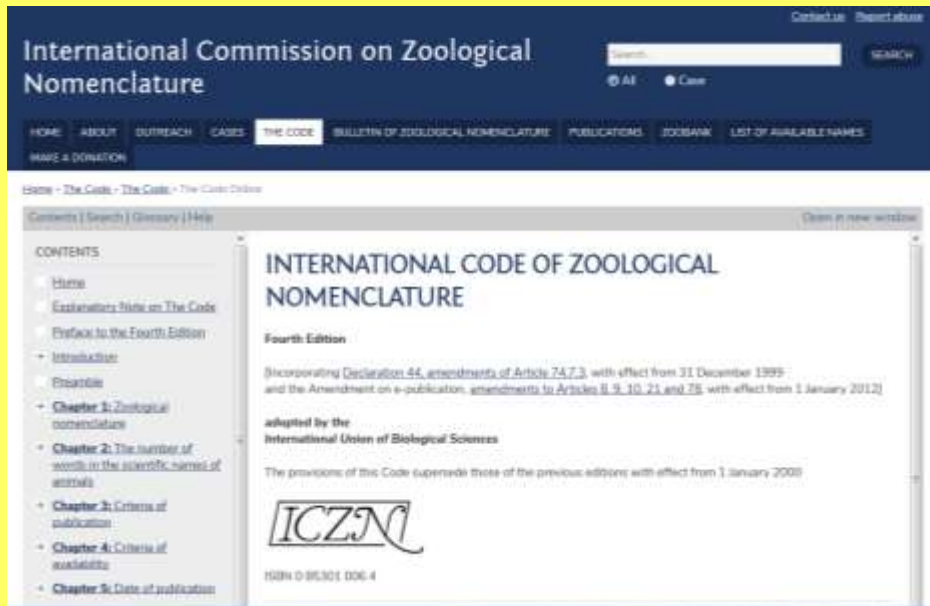 Contact us Report abuse
International Commission on Zoological
Nomenclature
Search
SEARCH
All Case
HOME ABOUT OUTREACH CASES THE CODE BULLETIN OF ZOOLOGICAL NOMENCLATURE PUBLICATIONS ZOOBANK LIST OF AVAILABLE NAMES
MAKE A DONATION
Home - The Code - The Code - The Code Online
Contents | Search | Glossary | Help
Open in new window
CONTENTS
Home
Explanatory Note on The Code
Preface to the Fourth Edition
Introduction
Preamble
Chapter 1: Zoological
nomenclature
Chapter 2: The number of
words in the scientific names of
animals
Chapter 3: Criteria of
publication
Chapter 4: Criteria of
availability
Chapter 5: Date of publication
INTERNATIONAL CODE OF ZOOLOGICAL
NOMENCLATURE
Fourth Edition
[Incorporating Declaration 44, amendments of Article 74.7.3, with effect from 31 December 1999
and the Amendment on e-publication, amendments to Articles 8, 9, 10, 21 and 78, with effect from 1 January 2012]
adopted by the
International Union of Biological Sciences
The provisions of this Code supersede those of the previous editions with effect from 1 January 2000
ICZN
ISBN 0 85301 006 4